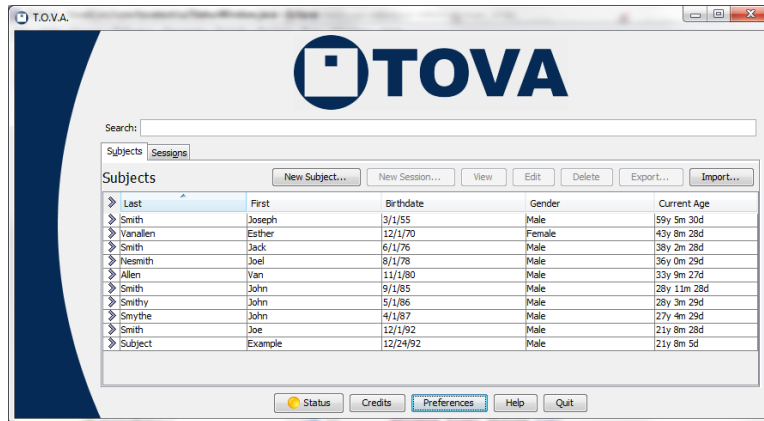 T.O.V.A.
TOVA
Search:
Subjects Sessions
Subjects New Subject... New Session... View Edit Delete Export... Import...
Last First Birthdate Gender Current Age
Smith Joseph 3/1/55 Male 59y 5m 30d
Vanallen Esther 12/1/70 Female 43y 8m 28d
Smith Jack 6/1/76 Male 38y 2m 28d
Nesmith Joel 8/1/78 Male 36y 0m 29d
Allen Van 11/1/80 Male 33y 9m 27d
Smith John 9/1/85 Male 28y 11m 28d
Smithy John 5/1/86 Male 28y 3m 29d
Smythe John 4/1/87 Male 27y 4m 29d
Smith Joe 12/1/92 Male 21y 8m 28d
Subject Example 12/24/92 Male 21y 8m 5d
Status Credits Preferences Help Quit